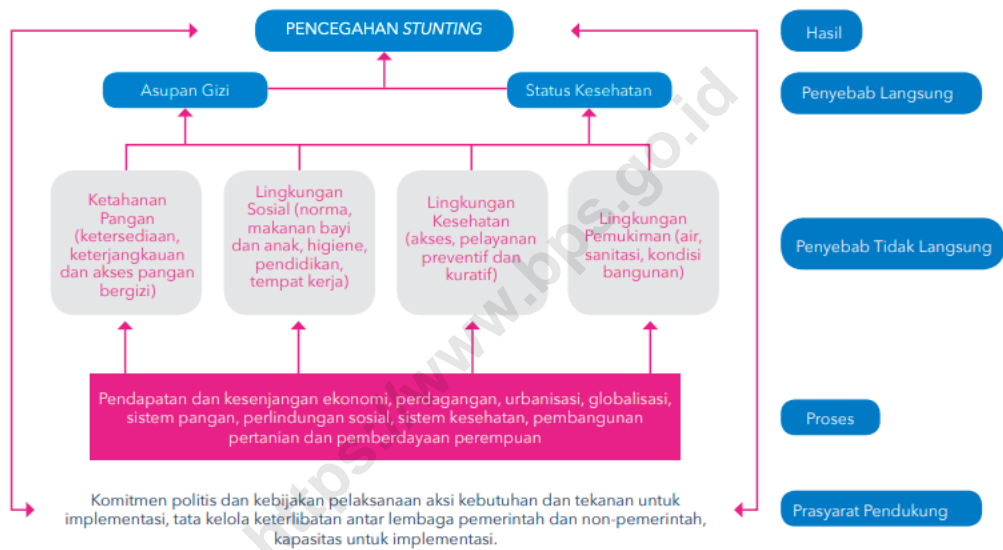 PENCEGAHAN STUNTING
Hasil
Asupan Gizi
Status Kesehatan
Penyebab Langsung
Ketahanan
Pangan
(ketersediaan,
keterjangkauan
dan akses pangan
bergizi)
Lingkungan
Sosial (norma,
makanan bayi
dan anak, higiene,
pendidikan,
tempat kerja)
Lingkungan
Kesehatan
(akses, pelayanan
preventif dan
kuratif)
Lingkungan
Pemukiman (air,
sanitasi, kondisi
bangunan)
Penyebab Tidak Langsung
Pendapatan dan kesenjangan ekonomi, perdagangan, urbanisasi, globalisasi,
sistem pangan, perlindungan sosial, sistem kesehatan, pembangunan
pertanian dan pemberdayaan perempuan
Proses
Komitmen politis dan kebijakan pelaksanaan aksi kebutuhan dan tekanan untuk
implementasi, tata kelola keterlibatan antar lembaga pemerintah dan non-pemerintah,
kapasitas untuk implementasi.
Prasyarat Pendukung
https://www.bps.go.id